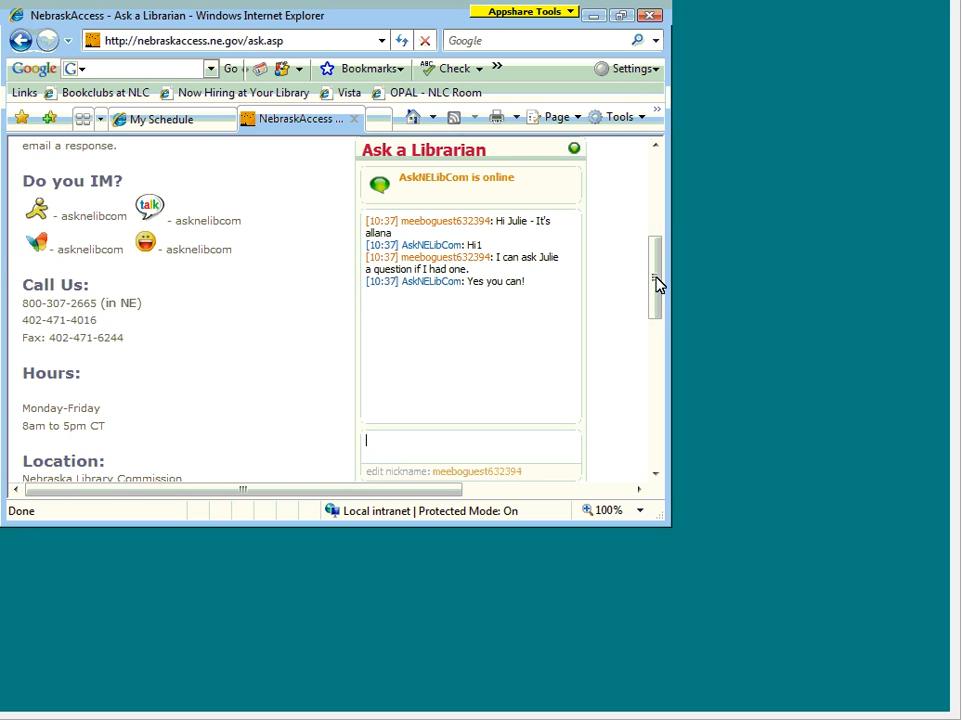 NebraskAccess - Ask a Librarian - Windows Internet Explorer
Appshare Tools
http://nebraskaccess.ne.gov/ask.asp
Google
Google
G
Go
Bookmarks
ABC Check
»
Settings
Links
Bookclubs at NLC
Now Hiring at Your Library
Vista
OPAL - NLC Room
My Schedule
NebraskAccess ...
Page
Tools
»
email a response.
Do you IM?
- asknelibcom
talk
- asknelibcom
- asknelibcom
- asknelibcom
Call Us:
800-307-2665 (in NE)
402-471-4016
Fax: 402-471-6244
Hours:
Monday-Friday
8am to 5pm CT
Location:
Nebraska Library Commission
Ask a Librarian
AskNELibCom is online
[10:37] meeboguest632394: Hi Julie - It's
allana
[10:37] AskNELibCom: Hi1
[10:37] meeboguest632394: I can ask Julie
a question if I had one.
[10:37] AskNELibCom: Yes you can!
edit nickname: meeboguest632394
Done
Local intranet | Protected Mode: On
100%